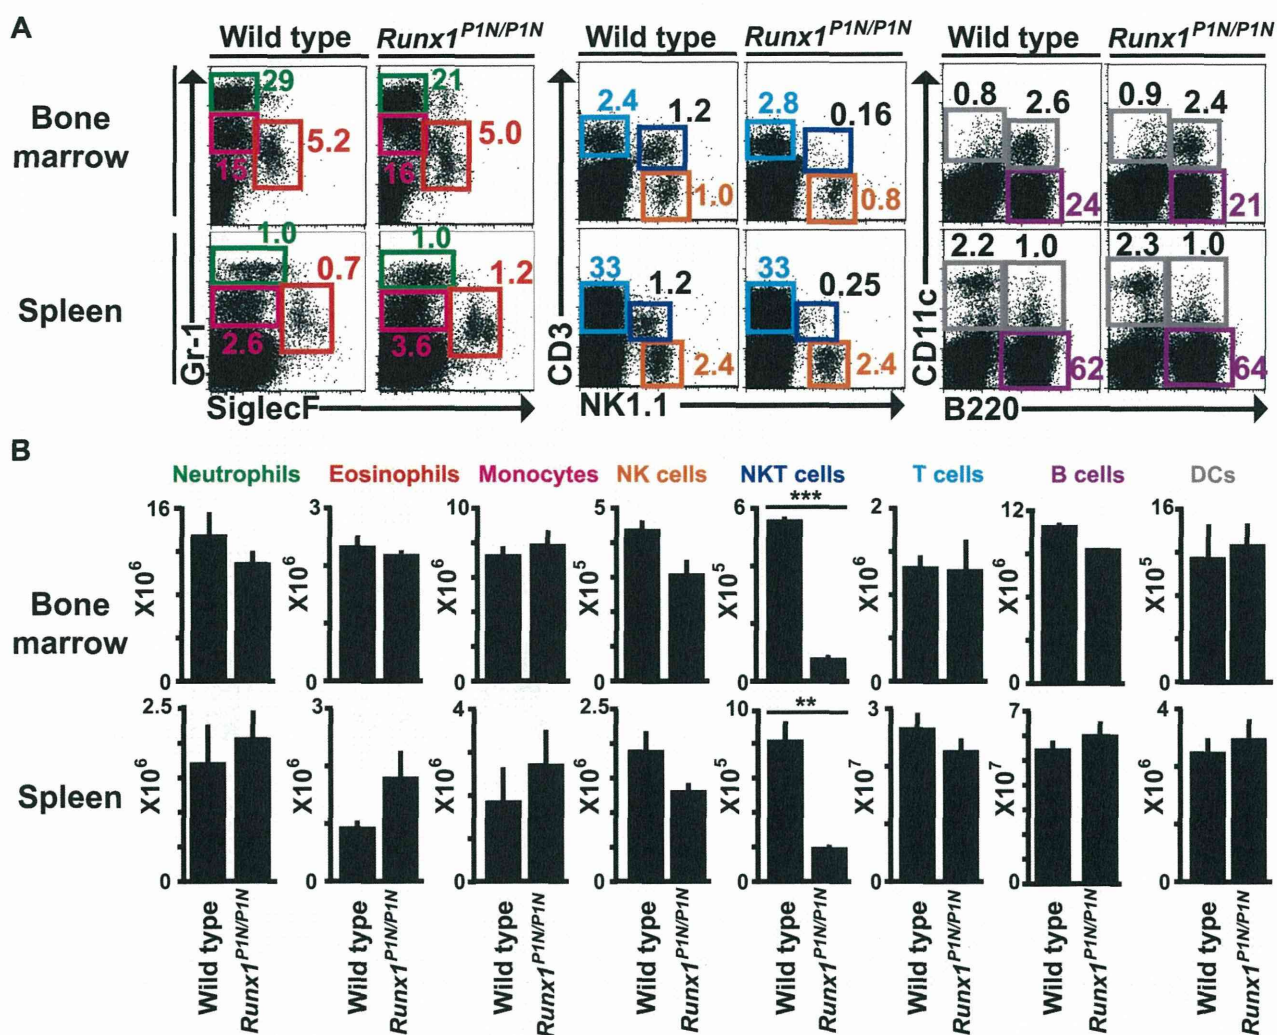 A
Wild type Runx1P1N/P1N Wild type Runx1P1N/P1N Wild type Runx1P1N/P1N
Bone marrow
29 15 5.2
21 16 5.0
2.4 1.2 1.0
2.8 0.16 0.8
0.8 2.6 24
0.9 2.4 21
Spleen
1.0 0.7 2.6
1.0 1.2 3.6
33 1.2 2.4
33 0.25 2.4
2.2 1.0 62
2.3 1.0 64
Gr-1
SiglecF
CD3
NK1.1
CD11c
B220
B
Neutrophils Eosinophils Monocytes NK cells NKT cells T cells B cells DCs
Bone marrow
16 X106 0
3 X106 0
10 X106 0
5 X105 0
6 X105 0 ***
2 X106 0
12 X106 0
16 X105 0
Spleen
2.5 X106 0
3 X106 0
4 X106 0
2.5 X106 0
10 X105 0 **
3 X107 0
7 X107 0
4 X106 0
Wild type Runx1P1N/P1N
Wild type Runx1P1N/P1N
Wild type Runx1P1N/P1N
Wild type Runx1P1N/P1N
Wild type Runx1P1N/P1N
Wild type Runx1P1N/P1N
Wild type Runx1P1N/P1N
Wild type Runx1P1N/P1N